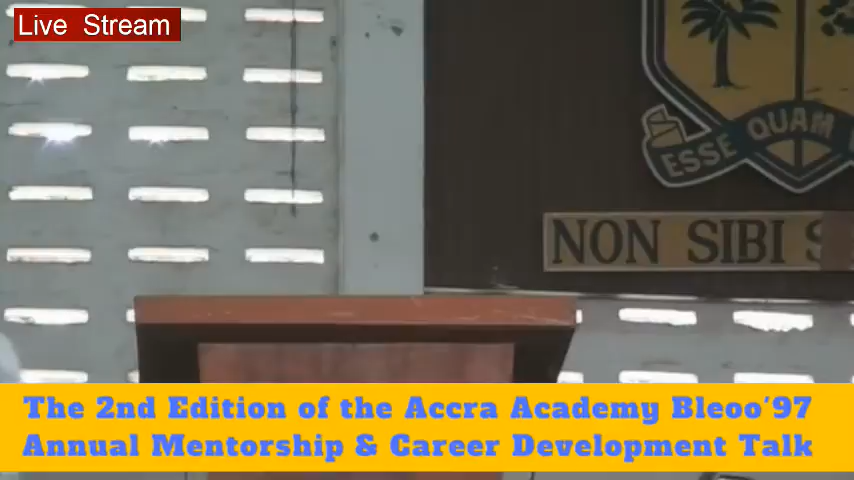 Live Stream
ESSE QUAM
NON SIBI
The 2nd Edition of the Accra Academy Bleoo'97
Annual Mentorship & Career Development Talk